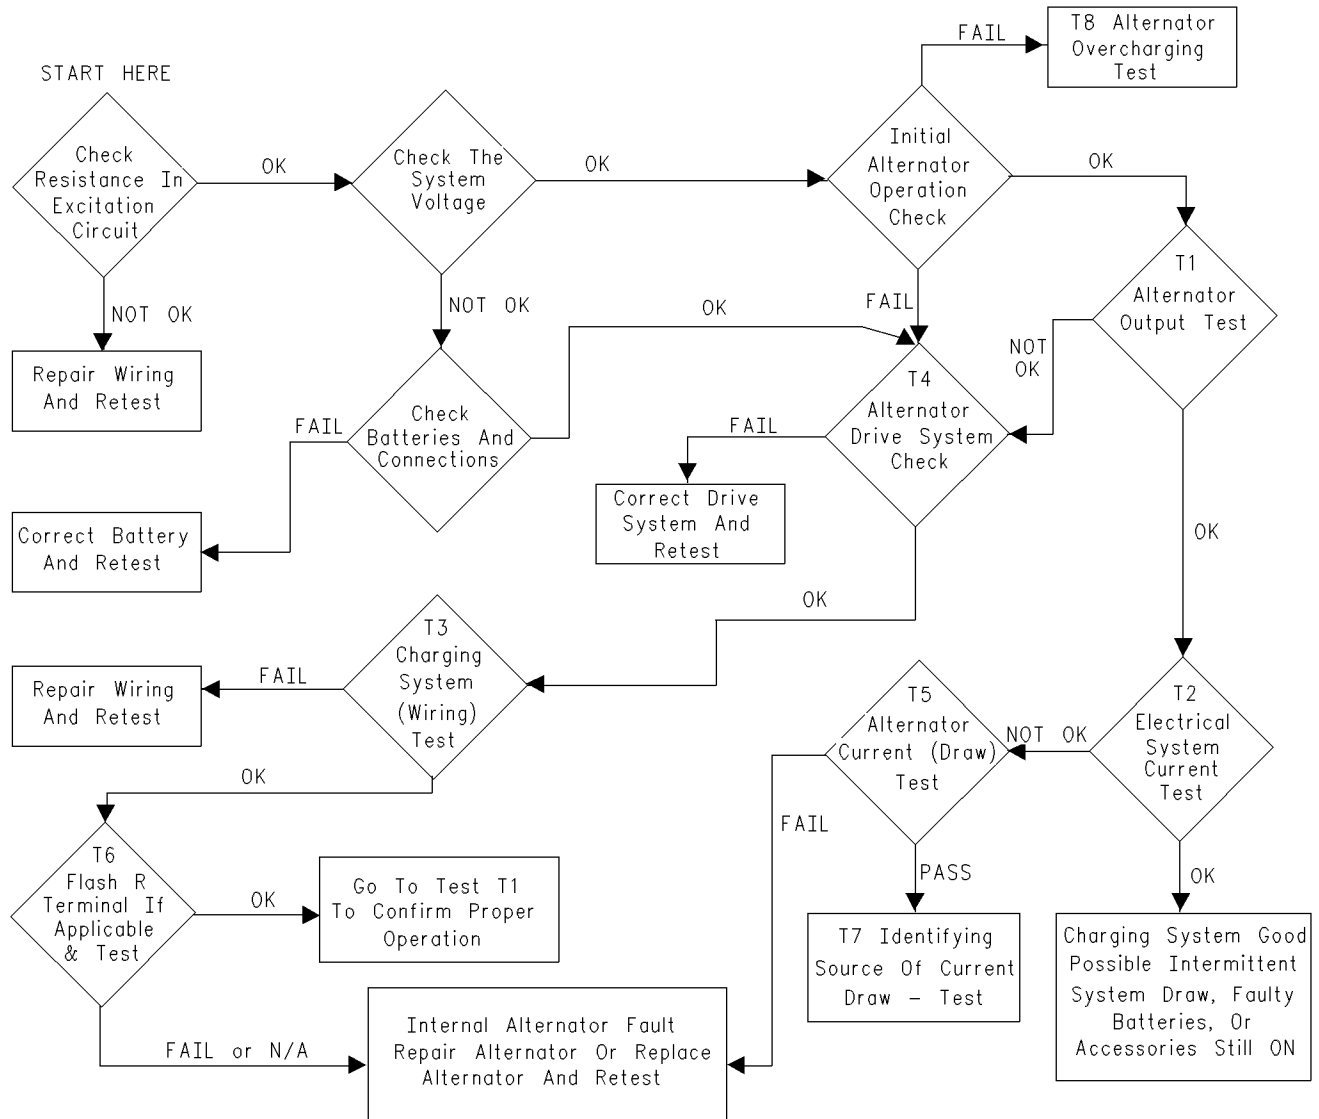 START HERE
Check
Resistance In
Excitation
Circuit
OK
NOT OK
Repair Wiring
And Retest
Check The
System
Voltage
OK
NOT OK
Check
Batteries And
Connections
FAIL
OK
Correct Battery
And Retest
Initial
Alternator
Operation
Check
FAIL
T8 Alternator
Overcharging
Test
OK
FAIL
T1
Alternator
Output Test
NOT
OK
OK
T4
Alternator
Drive System
Check
FAIL
Correct Drive
System And
Retest
OK
T3
Charging
System
(Wiring)
Test
FAIL
Repair Wiring
And Retest
OK
T2
Electrical
System
Current
Test
NOT OK
OK
T5
Alternator
Current (Draw)
Test
FAIL
PASS
T6
Flash R
Terminal If
Applicable
& Test
OK
Go To Test T1
To Confirm Proper
Operation
FAIL or N/A
Internal Alternator Fault
Repair Alternator Or Replace
Alternator And Retest
T7 Identifying
Source Of Current
Draw – Test
Charging System Good
Possible Intermittent
System Draw, Faulty
Batteries, Or
Accessories Still ON